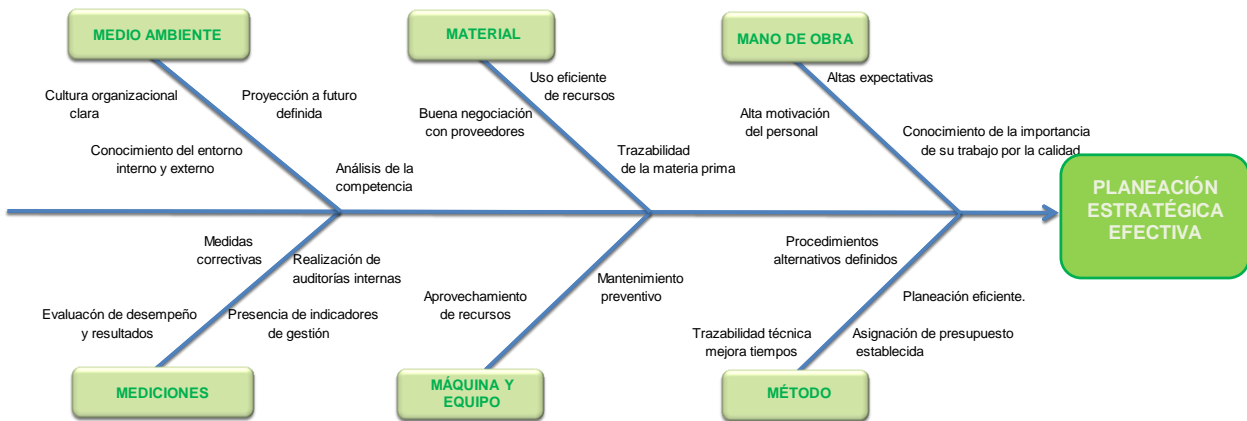 MEDIO AMBIENTE
MATERIAL
MANO DE OBRA
Cultura organizacional
clara
Proyección a futuro
definida
Conocimiento del entorno
interno y externo
Análisis de la
competencia
Uso eficiente
de recursos
Buena negociación
con proveedores
Trazabilidad
de la materia prima
Altas expectativas
Alta motivación
del personal
Conocimiento de la importancia
de su trabajo por la calidad
PLANEACIÓN
ESTRATÉGICA
EFECTIVA
Medidas
correctivas
Realización de
auditorías internas
Evaluacón de desempeño
y resultados
Presencia de indicadores
de gestión
Aprovechamiento
de recursos
Mantenimiento
preventivo
Procedimientos
alternativos definidos
Planeación eficiente.
Trazabilidad técnica
mejora tiempos
Asignación de presupuesto
establecida
MEDICIONES
MÁQUINA Y
EQUIPO
MÉTODO